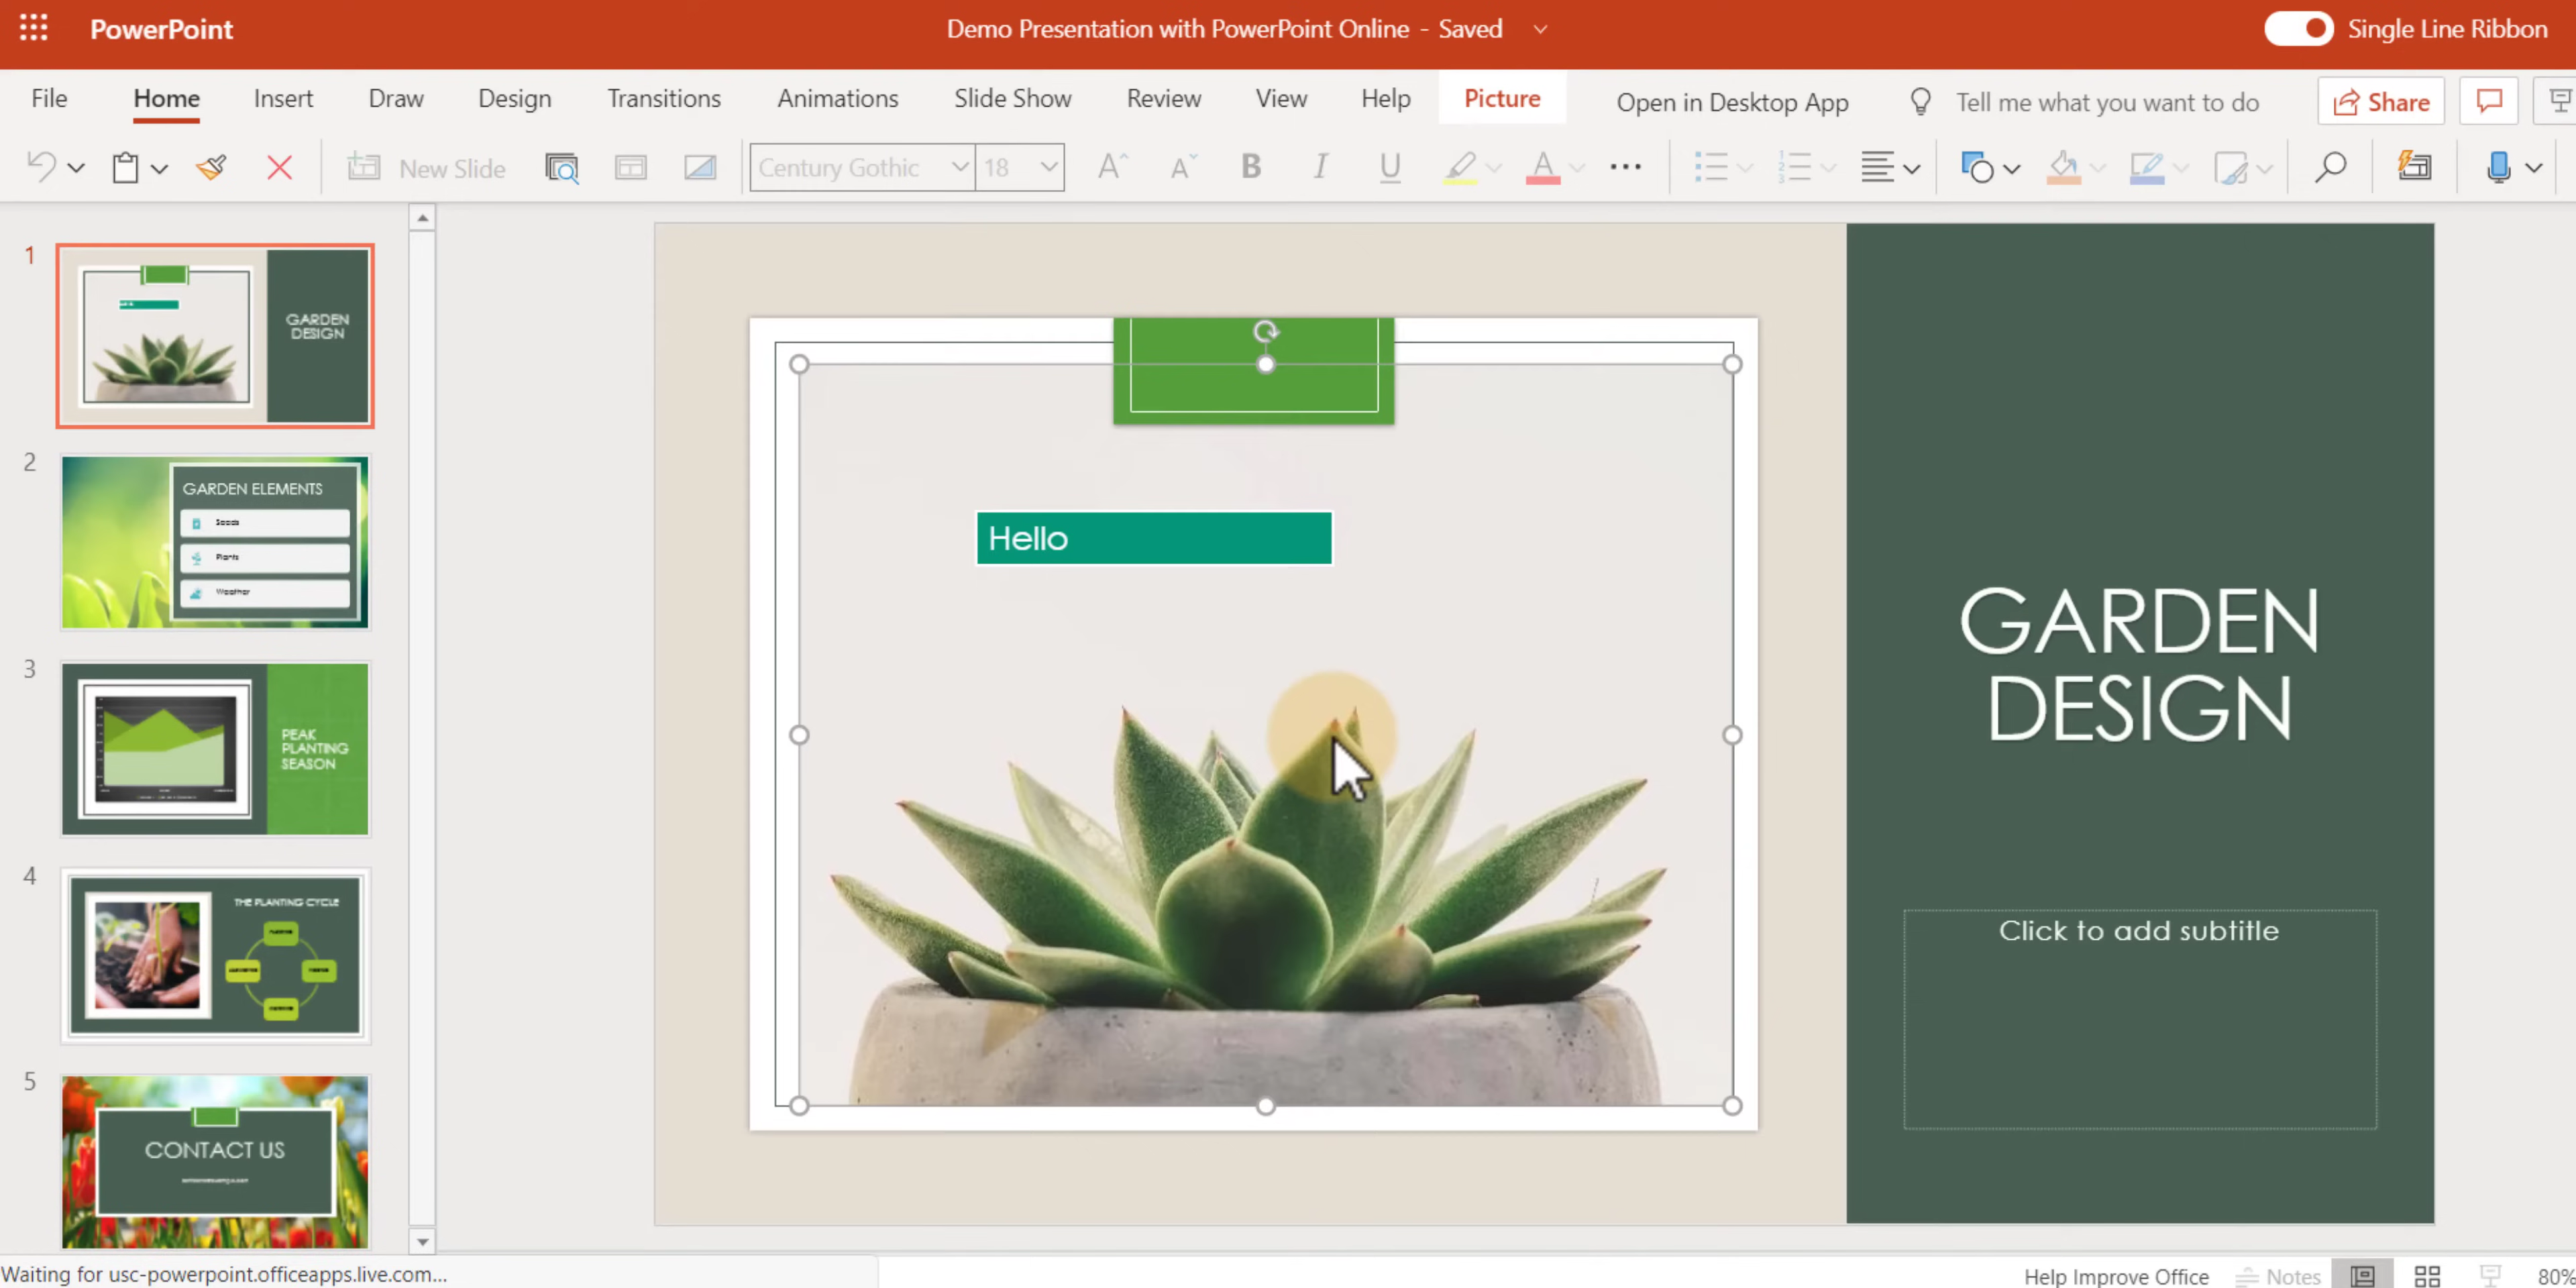 PowerPoint
Demo Presentation with PowerPoint Online - Saved
Single Line Ribbon
File Home Insert Draw Design Transitions Animations Slide Show Review View Help Picture Open in Desktop App Tell me what you want to do Share
New Slide Century Gothic 18 A A B I U A
1
GARDEN
DESIGN
2
GARDEN ELEMENTS
Seeds
Plants
Weather
3
PEAK
PLANTING
SEASON
4
THE PLANTING CYCLE
5
CONTACT US
Hello
GARDEN
DESIGN
Click to add subtitle
Waiting for usc-powerpoint.officeapps.live.com...
Help Improve Office Notes 80%